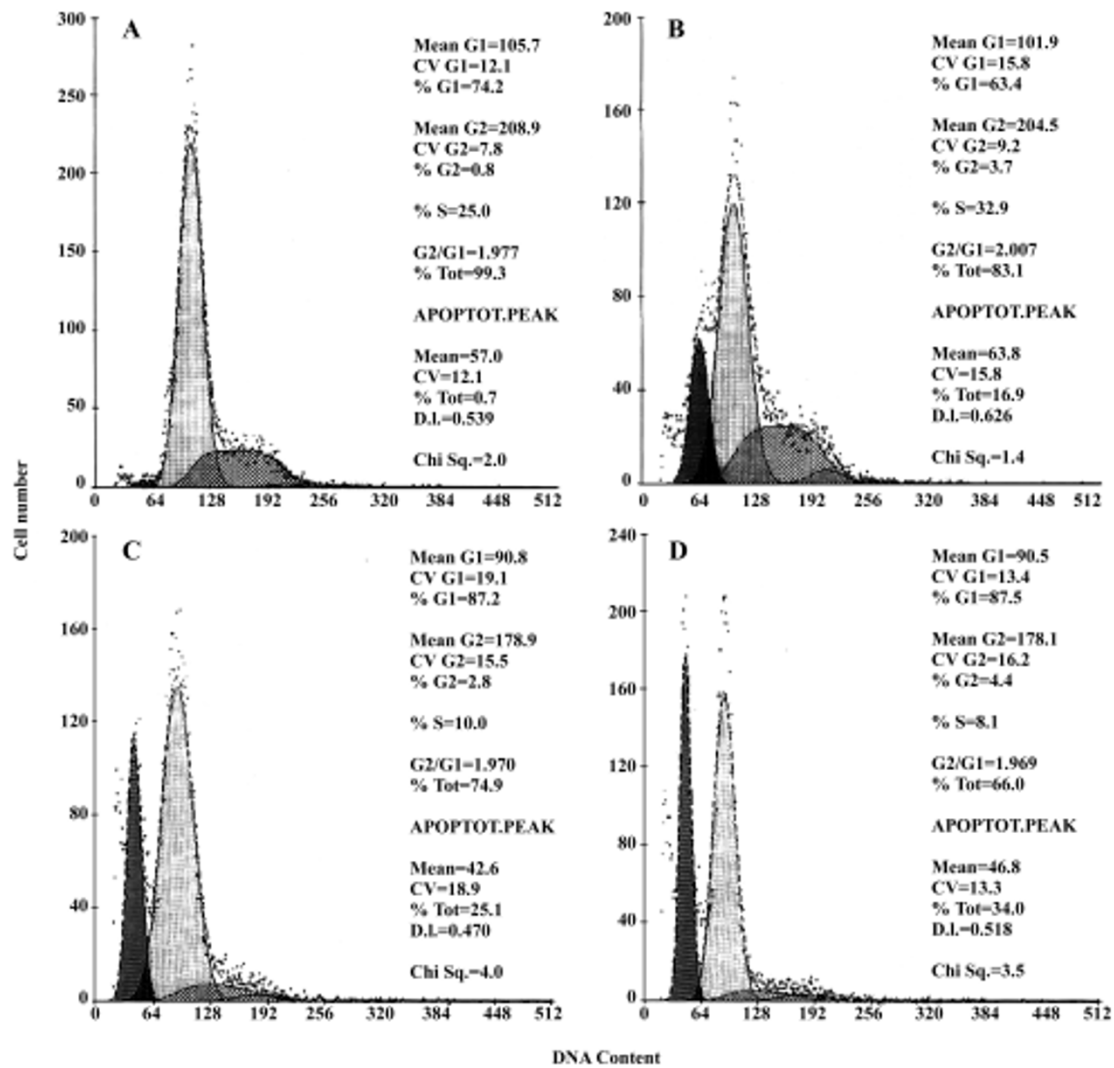 A
Mean G1=105.7
CV G1=12.1
% G1=74.2
Mean G2=208.9
CV G2=7.8
% G2=0.8
% S=25.0
G2/G1=1.977
% Tot=99.3
APOPTOT.PEAK
Mean=57.0
CV=12.1
% Tot=0.7
D.I.=0.539
Chi Sq.=2.0
300
250
200
150
100
50
0
0 64 128 192 256 320 384 448 512
B
Mean G1=101.9
CV G1=15.8
% G1=63.4
Mean G2=204.5
CV G2=9.2
% G2=3.7
% S=32.9
G2/G1=2.007
% Tot=83.1
APOPTOT.PEAK
Mean=63.8
CV=15.8
% Tot=16.9
D.I.=0.626
Chi Sq.=1.4
200
160
120
80
40
0
0 64 128 192 256 320 384 448 512
Cell number
C
Mean G1=90.8
CV G1=19.1
% G1=87.2
Mean G2=178.9
CV G2=15.5
% G2=2.8
% S=10.0
G2/G1=1.970
% Tot=74.9
APOPTOT.PEAK
Mean=42.6
CV=18.9
% Tot=25.1
D.I.=0.470
Chi Sq.=4.0
200
160
120
80
40
0
0 64 128 192 256 320 384 448 512
D
Mean G1=90.5
CV G1=13.4
% G1=87.5
Mean G2=178.1
CV G2=16.2
% G2=4.4
% S=8.1
G2/G1=1.969
% Tot=66.0
APOPTOT.PEAK
Mean=46.8
CV=13.3
% Tot=34.0
D.I.=0.518
Chi Sq.=3.5
240
200
160
120
80
40
0
0 64 128 192 256 320 384 448 512
DNA Content